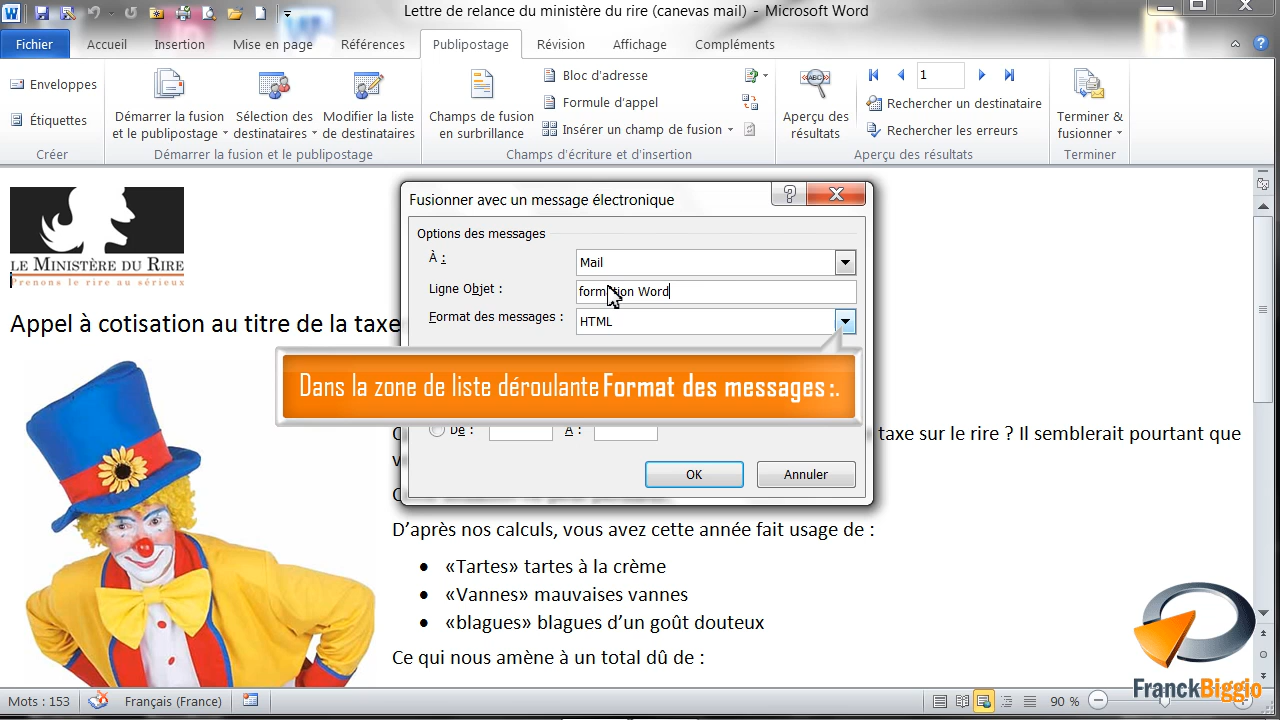 Lettre de relance du ministère du rire (canevas mail) - Microsoft Word
Fichier Accueil Insertion Mise en page Références Publipostage Révision Affichage Compléments
Enveloppes
Étiquettes
Créer
Démarrer la fusion et le publipostage
Sélection des destinataires
Modifier la liste de destinataires
Démarrer la fusion et le publipostage
Champs de fusion en surbrillance
Bloc d'adresse
Formule d'appel
Insérer un champ de fusion
Champs d'écriture et d'insertion
Aperçu des résultats
1
Rechercher un destinataire
Rechercher les erreurs
Aperçu des résultats
Terminer & fusionner
Terminer
LE MINISTÈRE DU RIRE
Prenons le rire au sérieux
Appel à cotisation au titre de la taxe
Fusionner avec un message électronique
Options des messages
À : Mail
Ligne Objet : formation Word
Format des messages : HTML
Dans la zone de liste déroulante Format des messages :.
De : À :
OK Annuler
taxe sur le rire ? Il semblerait pourtant que
D'après nos calculs, vous avez cette année fait usage de :
• «Tartes» tartes à la crème
• «Vannes» mauvaises vannes
• «blagues» blagues d'un goût douteux
Ce qui nous amène à un total dû de :
FranckBiggio
Mots : 153 Français (France) 90 %